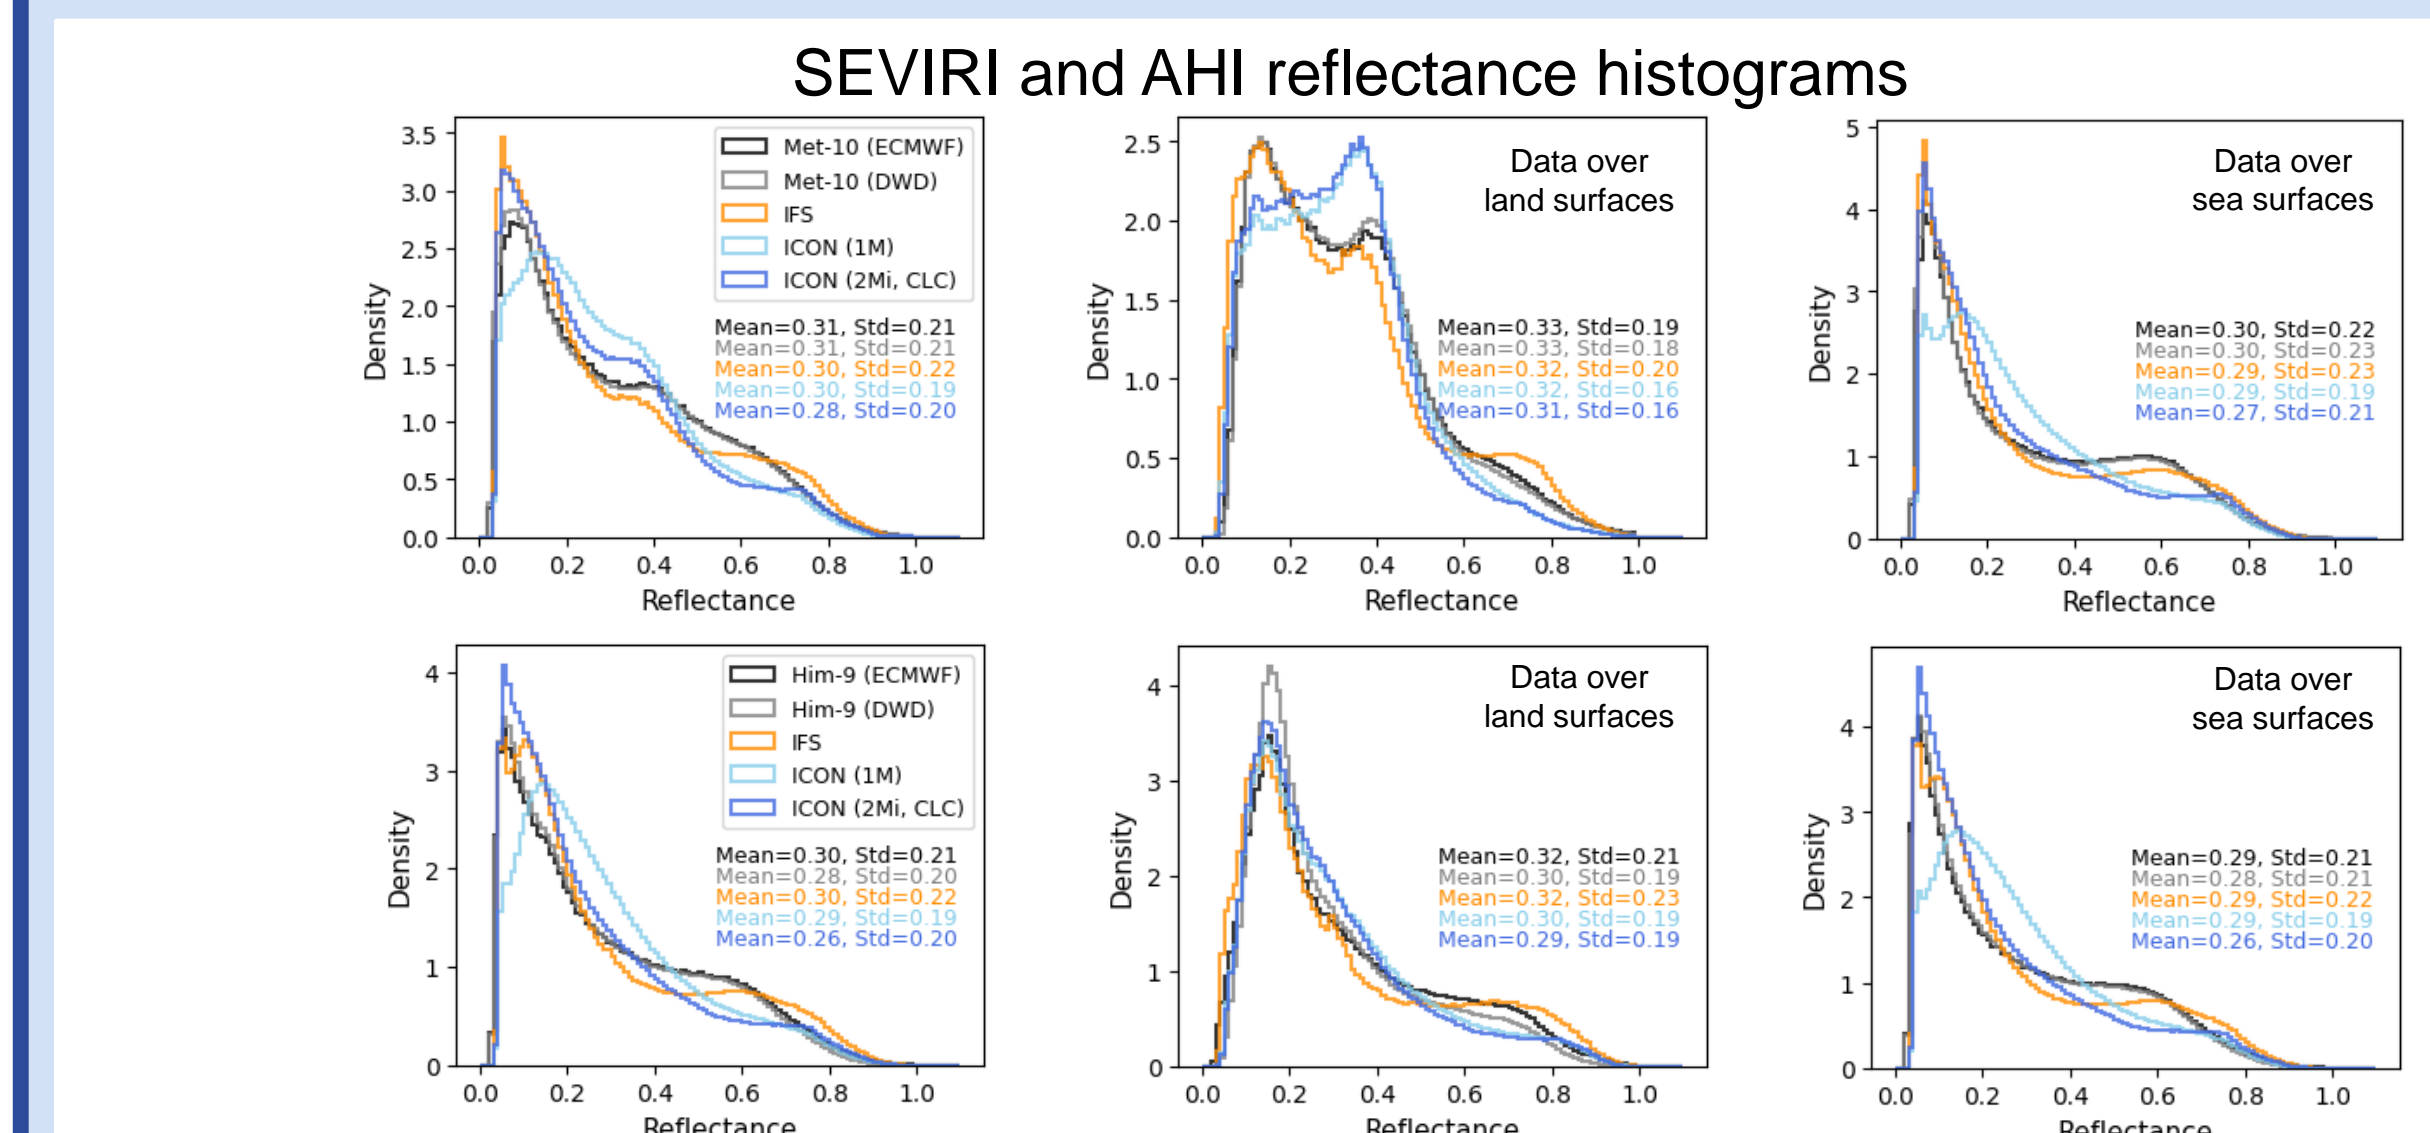 SEVIRI and AHI reflectance histograms
Density
3.5
3.0
2.5
2.0
1.5
1.0
0.5
0.0
0.0 0.2 0.4 0.6 0.8 1.0
Reflectance
Met-10 (ECMWF)
Met-10 (DWD)
IFS
ICON (1M)
ICON (2Mi, CLC)
Mean=0.31, Std=0.21
Mean=0.31, Std=0.21
Mean=0.30, Std=0.22
Mean=0.30, Std=0.19
Mean=0.28, Std=0.20
Density
2.5
2.0
1.5
1.0
0.5
0.0
0.0 0.2 0.4 0.6 0.8 1.0
Reflectance
Data over
land surfaces
Mean=0.33, Std=0.19
Mean=0.33, Std=0.18
Mean=0.32, Std=0.20
Mean=0.32, Std=0.16
Mean=0.31, Std=0.16
Density
5
4
3
2
1
0
0.0 0.2 0.4 0.6 0.8 1.0
Reflectance
Data over
sea surfaces
Mean=0.30, Std=0.22
Mean=0.30, Std=0.23
Mean=0.29, Std=0.23
Mean=0.29, Std=0.19
Mean=0.27, Std=0.21
Density
4
3
2
1
0
0.0 0.2 0.4 0.6 0.8 1.0
Reflectance
Him-9 (ECMWF)
Him-9 (DWD)
IFS
ICON (1M)
ICON (2Mi, CLC)
Mean=0.30, Std=0.21
Mean=0.28, Std=0.20
Mean=0.30, Std=0.22
Mean=0.29, Std=0.19
Mean=0.26, Std=0.20
Density
4
3
2
1
0
0.0 0.2 0.4 0.6 0.8 1.0
Reflectance
Data over
land surfaces
Mean=0.32, Std=0.21
Mean=0.30, Std=0.19
Mean=0.32, Std=0.23
Mean=0.30, Std=0.19
Mean=0.29, Std=0.19
Density
4
3
2
1
0
0.0 0.2 0.4 0.6 0.8 1.0
Reflectance
Data over
sea surfaces
Mean=0.29, Std=0.21
Mean=0.28, Std=0.21
Mean=0.29, Std=0.22
Mean=0.29, Std=0.19
Mean=0.26, Std=0.20